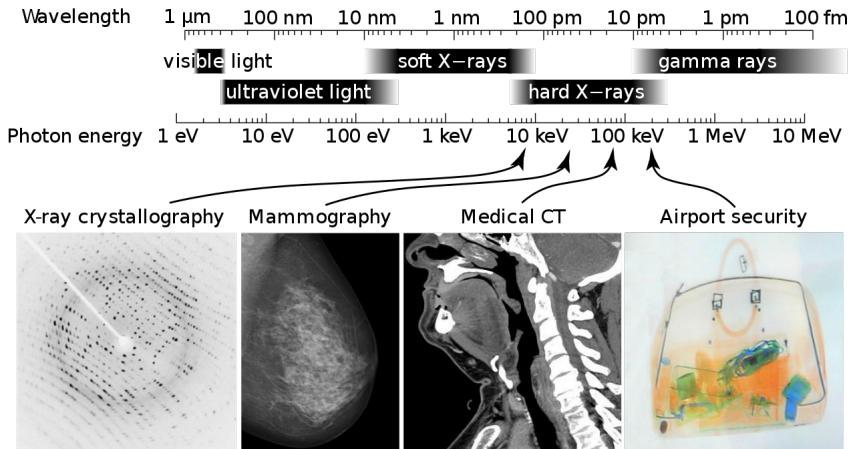 Wavelength 1 μm 100 nm 10 nm 1 nm 100 pm 10 pm 1 pm 100 fm
visible light soft X−rays gamma rays
ultraviolet light hard X−rays
Photon energy 1 eV 10 eV 100 eV 1 keV 10 keV 100 keV 1 MeV 10 MeV
X-ray crystallography Mammography Medical CT Airport security